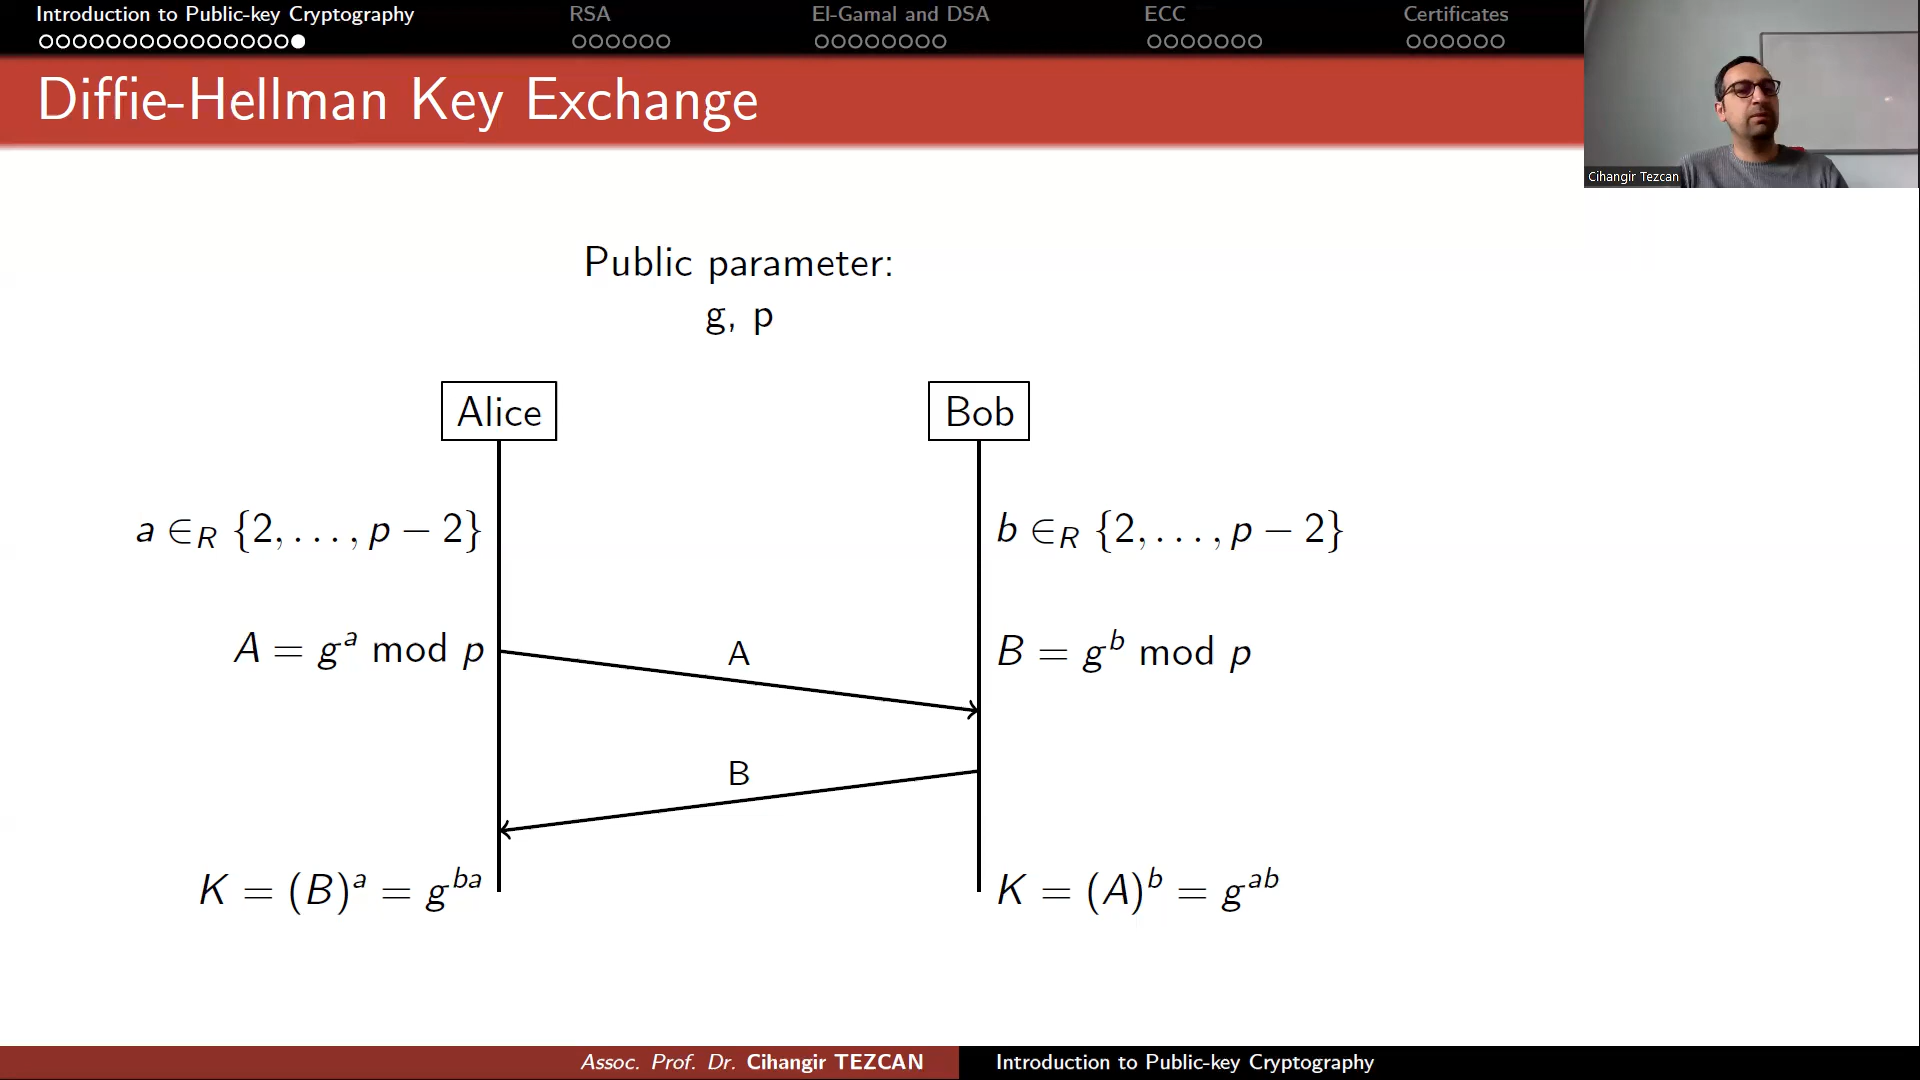 Introduction to Public-key Cryptography RSA El-Gamal and DSA ECC Certificates
Diffie-Hellman Key Exchange
Cihangir Tezcan
Public parameter:
g, p
Alice Bob
a ∈R {2, . . . , p − 2} b ∈R {2, . . . , p − 2}
A = g^a mod p A B = g^b mod p
B
K = (B)^a = g^ba K = (A)^b = g^ab
Assoc. Prof. Dr. Cihangir TEZCAN Introduction to Public-key Cryptography